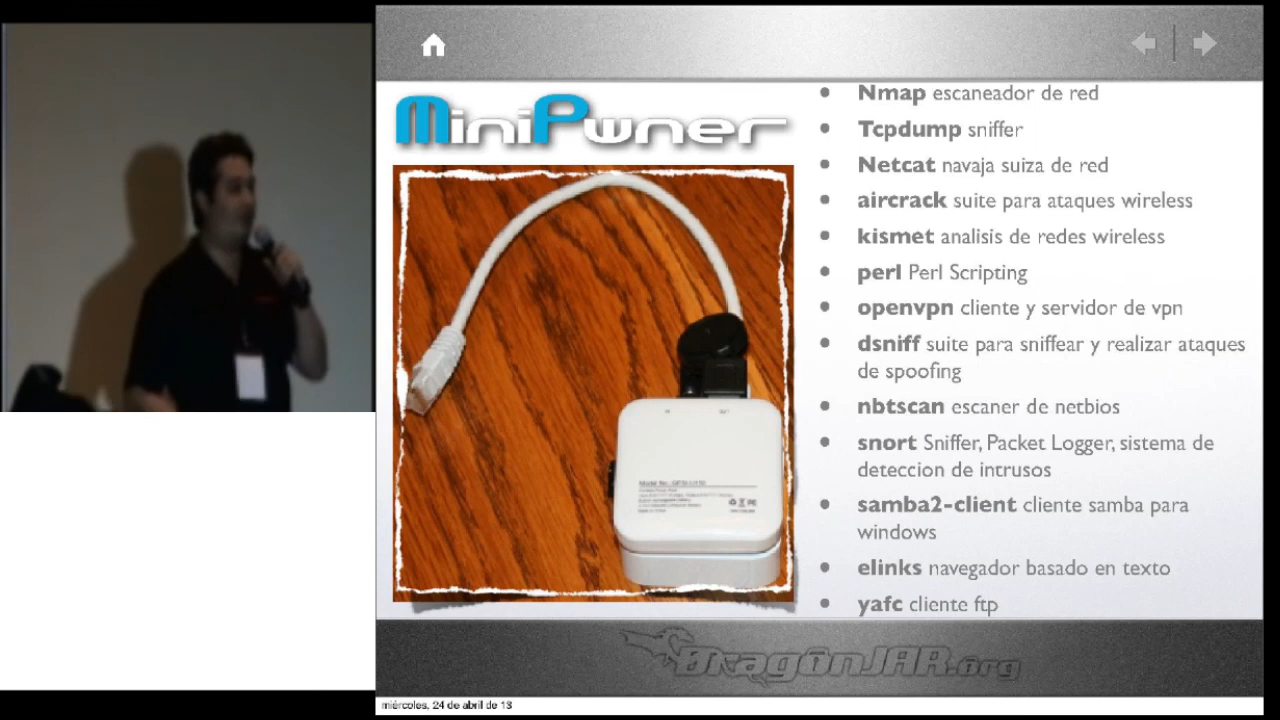 MiniPwner
Nmap escaneador de red
Tcpdump sniffer
Netcat navaja suiza de red
aircrack suite para ataques wireless
kismet analisis de redes wireless
perl Perl Scripting
openvpn cliente y servidor de vpn
dsniff suite para sniffear y realizar ataques
de spoofing
nbtscan escaner de netbios
snort Sniffer, Packet Logger, sistema de
deteccion de intrusos
samba2-client cliente samba para
windows
elinks navegador basado en texto
yafc cliente ftp
Model No.:
DragonJAR.org
miércoles, 24 de abril de 13